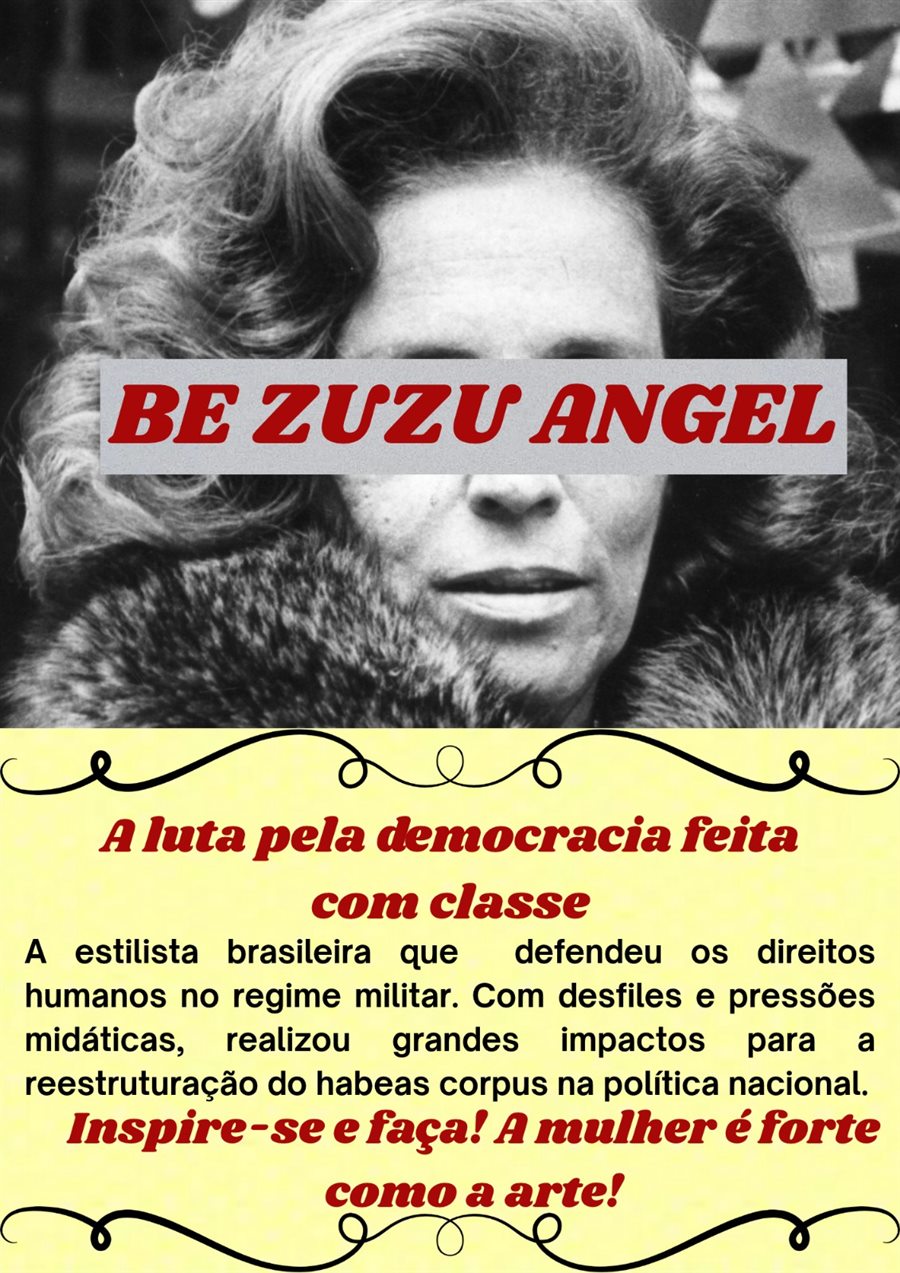 BE ZUZU ANGEL
A luta pela democracia feita
com classe
A estilista brasileira que defendeu os direitos
humanos no regime militar. Com desfiles e pressões
midáticas, realizou grandes impactos para a
reestruturação do habeas corpus na política nacional.
Inspire-se e faça! A mulher é forte
como a arte!